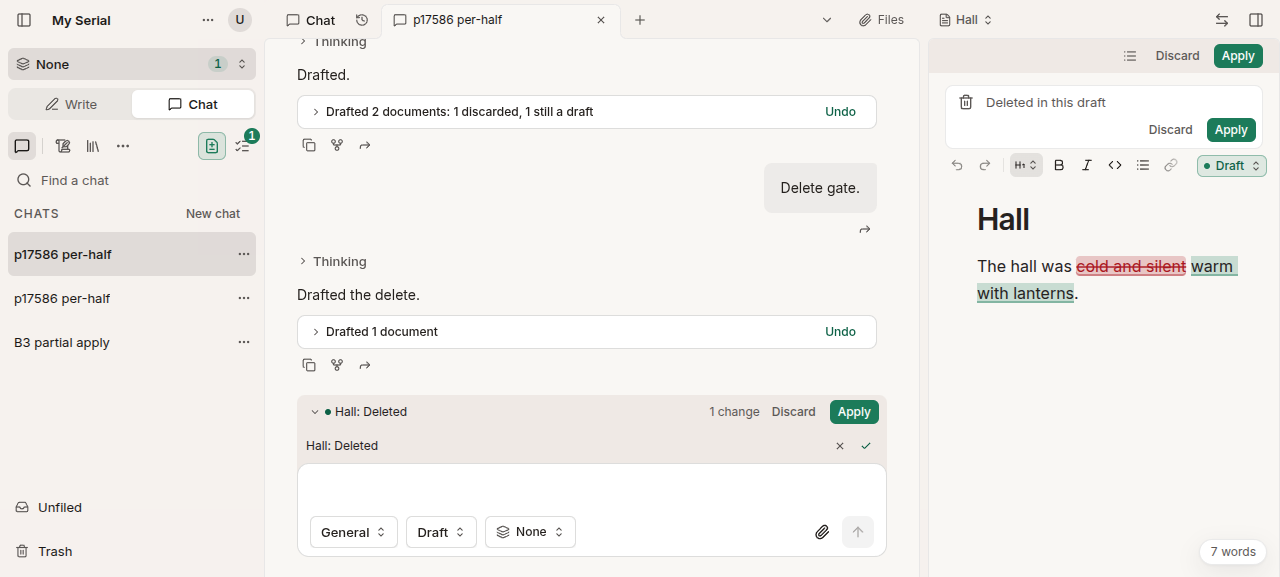 My Serial
U
Chat
p17586 per-half
Files
Hall
None
1
Write
Chat
1
Find a chat
CHATS
New chat
p17586 per-half
p17586 per-half
B3 partial apply
Unfiled
Trash
Thinking
Drafted.
Drafted 2 documents: 1 discarded, 1 still a draft
Undo
Delete gate.
Thinking
Drafted the delete.
Drafted 1 document
Undo
Hall: Deleted
1 change
Discard
Apply
Hall: Deleted
General
Draft
None
Discard
Apply
Deleted in this draft
Discard
Apply
H1
B
I
Draft
Hall
The hall was cold and silent warm
with lanterns.
7 words